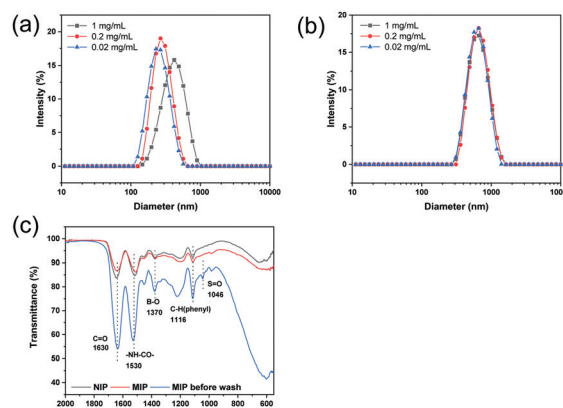 (a)
1 mg/mL
0.2 mg/mL
0.02 mg/mL
Intensity (%)
20
15
10
5
0
10 100 1000 10000
Diameter (nm)
(b)
1 mg/mL
0.2 mg/mL
0.02 mg/mL
Intensity (%)
20
15
10
5
0
10 100 1000 10000
Diameter (nm)
(c)
Transmittance (%)
100
90
80
70
60
50
40
C=O
1630
-NH-CO-
1530
B-O
1370
C-H(phenyl)
1116
S=O
1046
NIP MIP MIP before wash
2000 1800 1600 1400 1200 1000 800 600